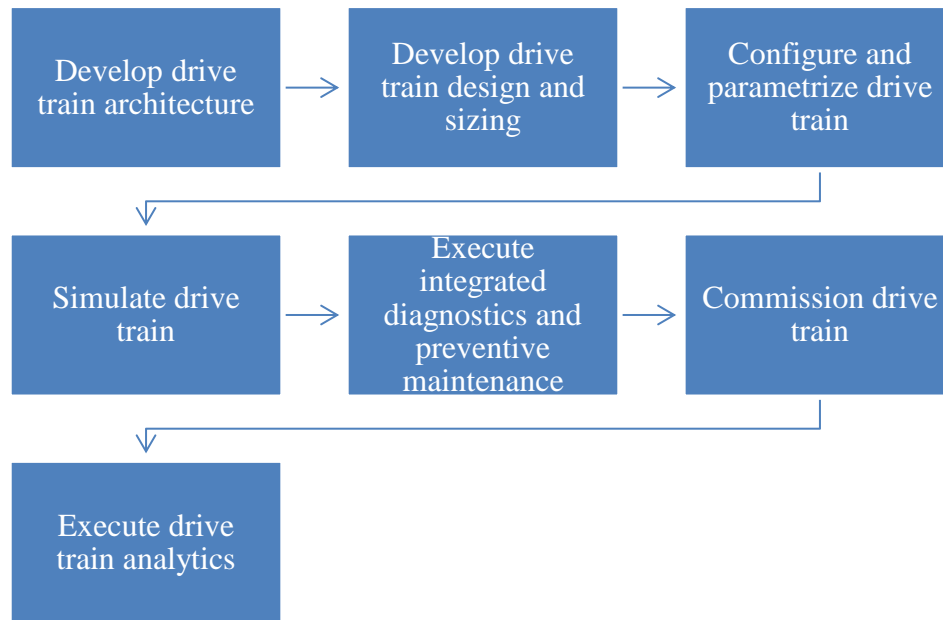 Develop drive
train architecture
Develop drive
train design and
sizing
Configure and
parametrize drive
train
Simulate drive
train
Execute
integrated
diagnostics and
preventive
maintenance
Commission drive
train
Execute drive
train analytics